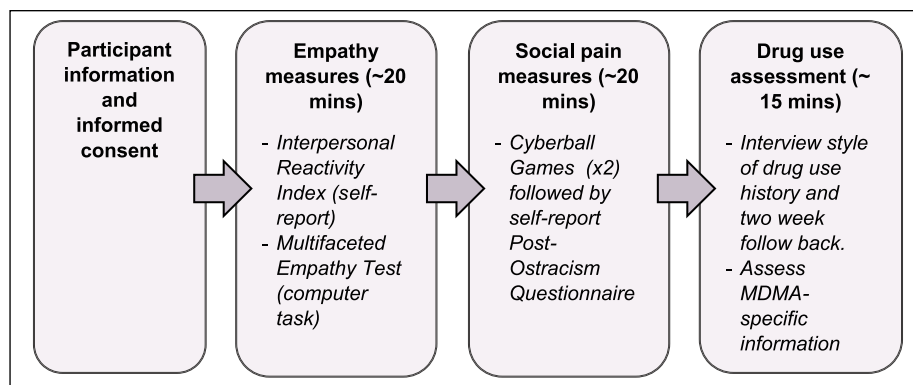 Participant
information
and
informed
consent
Empathy
measures (~20
mins)
- Interpersonal
Reactivity
Index (self-
report)
- Multifaceted
Empathy Test
(computer
task)
Social pain
measures (~20
mins)
- Cyberball
Games (x2)
followed by
self-report
Post-
Ostracism
Questionnaire
Drug use
assessment (~
15 mins)
- Interview style
of drug use
history and
two week
follow back.
- Assess
MDMA-
specific
information